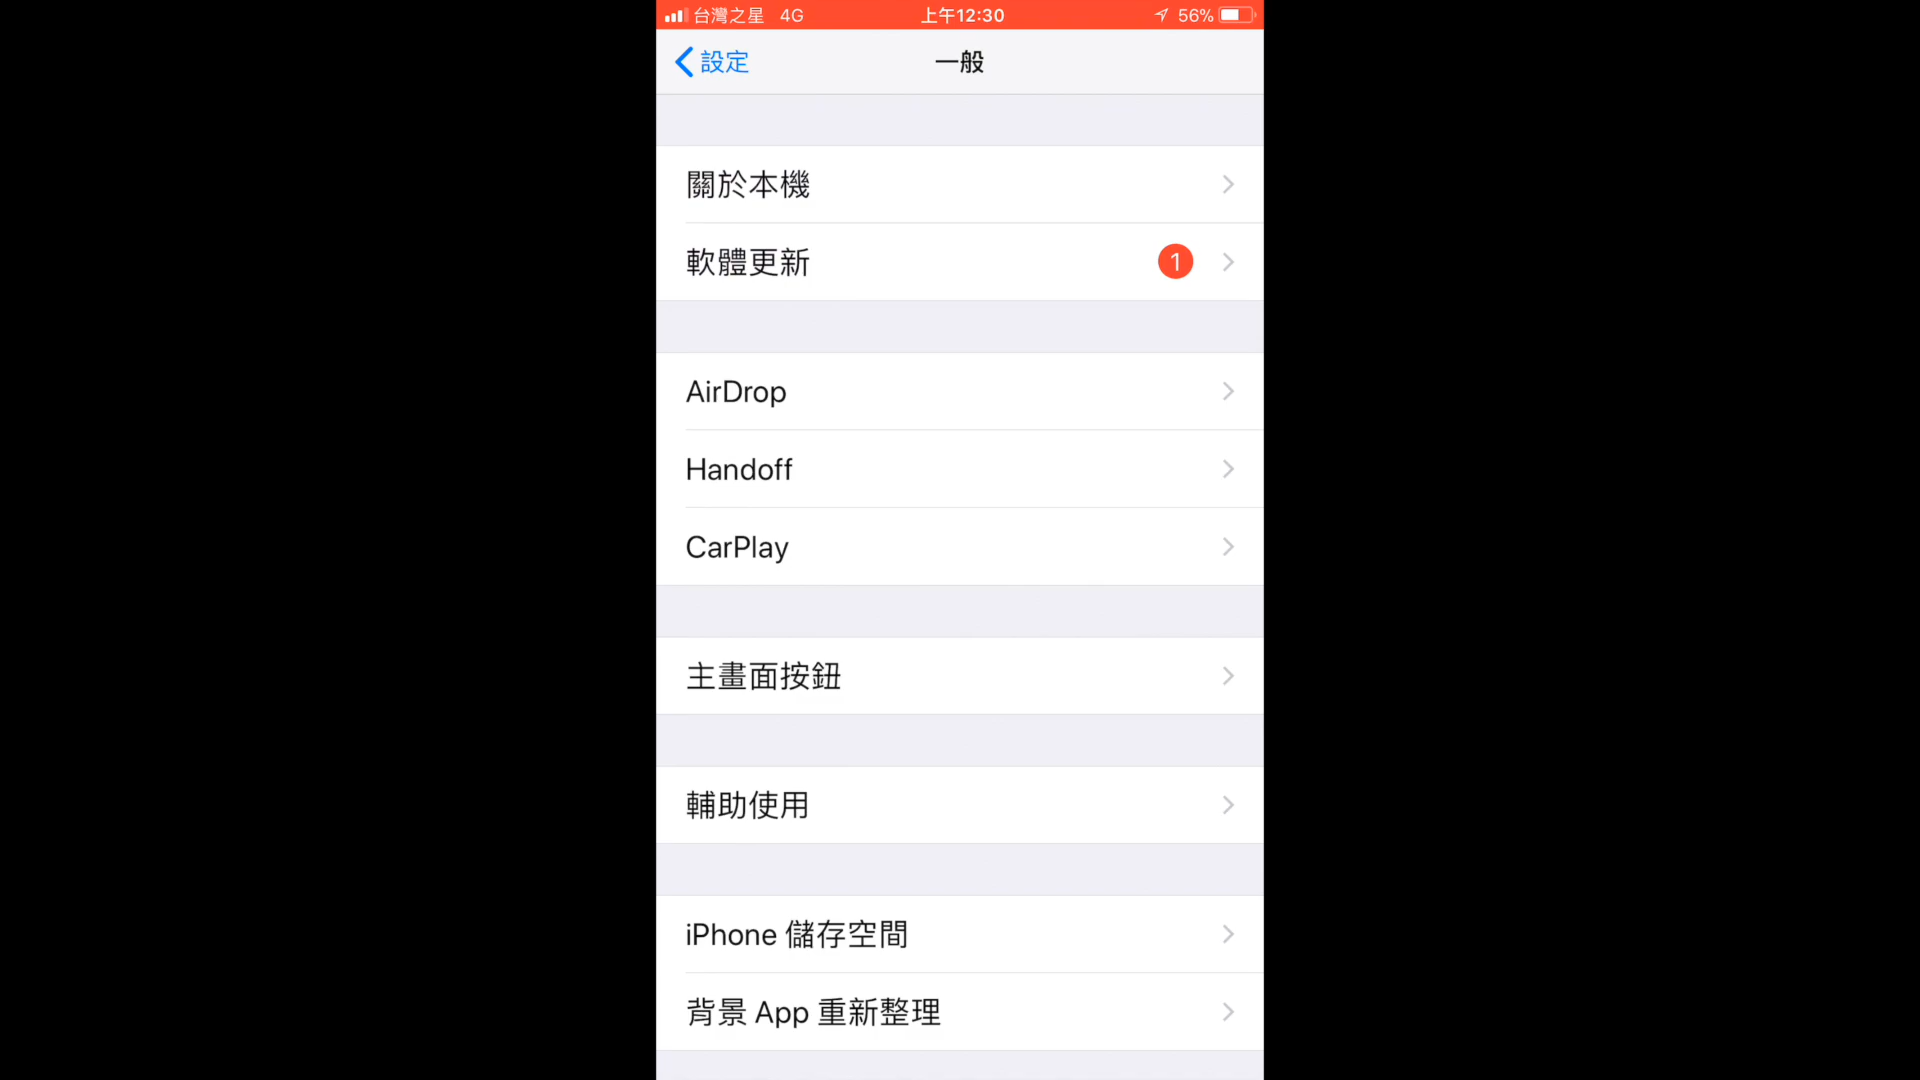 台灣之星 4G 上午12:30 56%
設定 一般
關於本機
軟體更新 1
AirDrop
Handoff
CarPlay
主畫面按鈕
輔助使用
iPhone 儲存空間
背景 App 重新整理